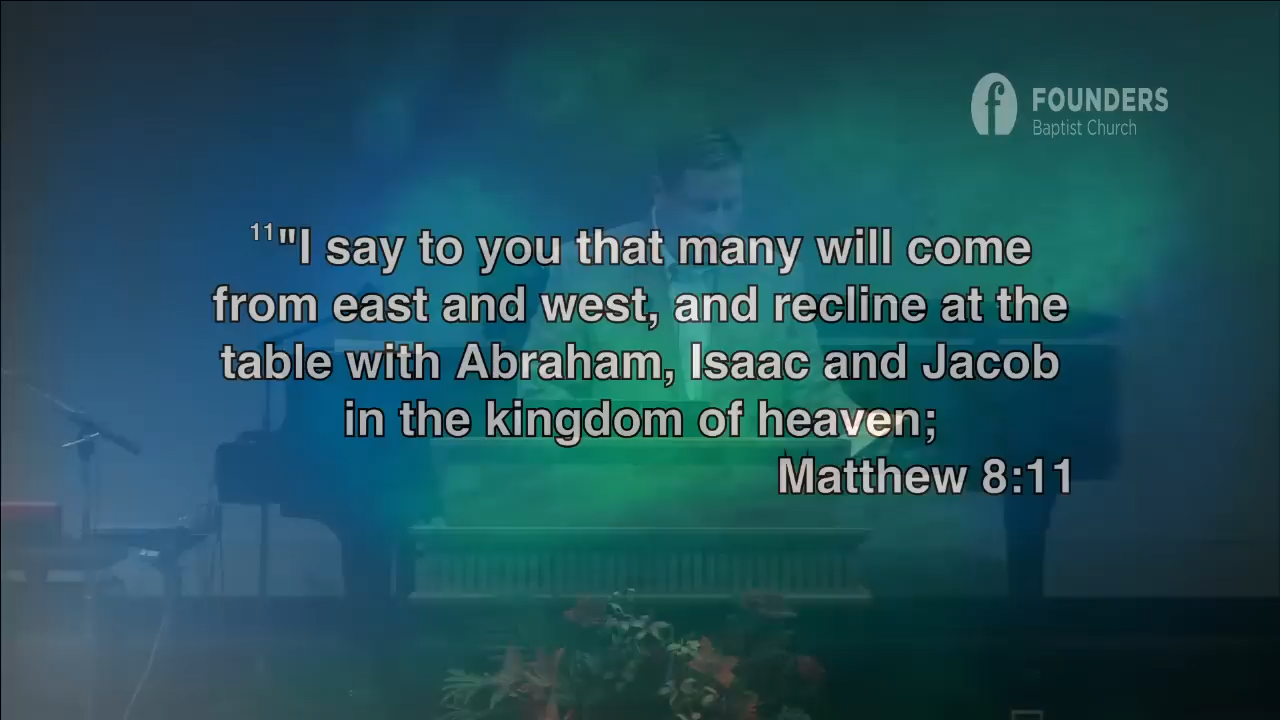 FOUNDERS
Baptist Church
11"I say to you that many will come
from east and west, and recline at the
table with Abraham, Isaac and Jacob
in the kingdom of heaven;
Matthew 8:11